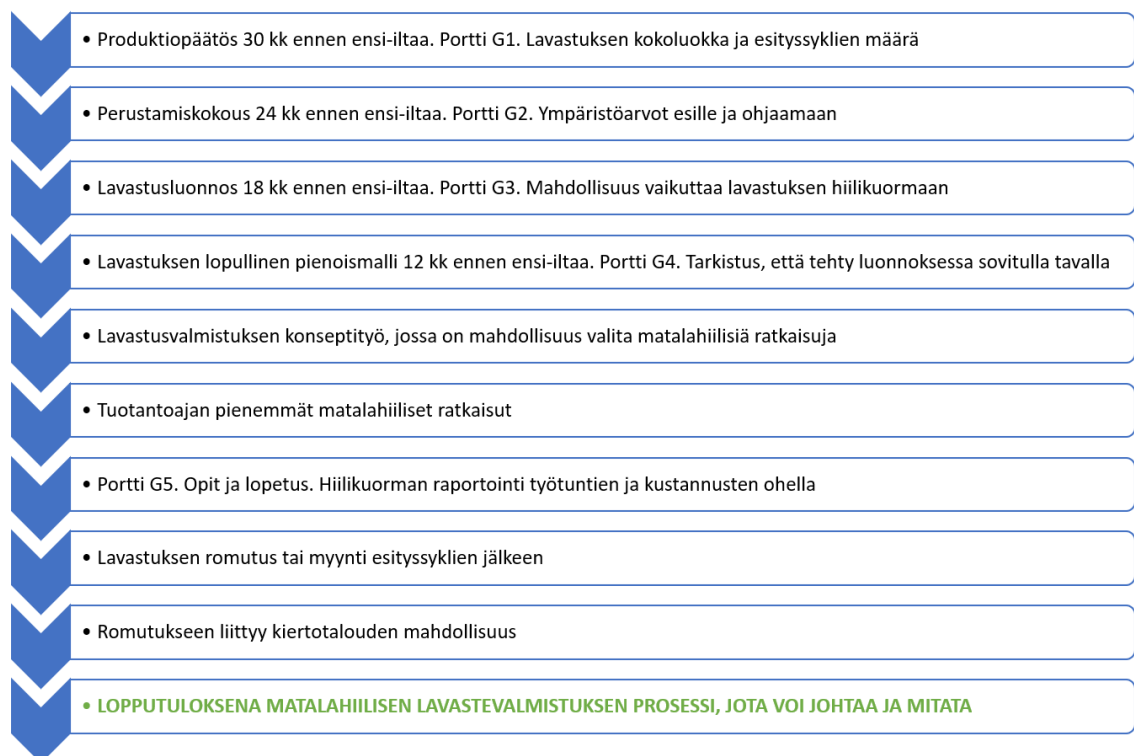 • Produktiopäätös 30 kk ennen ensi-iltaa. Portti G1. Lavastuksen kokoluokka ja esityssyklien määrä
• Perustamiskokous 24 kk ennen ensi-iltaa. Portti G2. Ympäristöarvot esille ja ohjaamaan
• Lavastusluonnos 18 kk ennen ensi-iltaa. Portti G3. Mahdollisuus vaikuttaa lavastuksen hiilikuormaan
• Lavastuksen lopullinen pienoismalli 12 kk ennen ensi-iltaa. Portti G4. Tarkistus, että tehty luonnoksessa sovitulla tavalla
• Lavastusvalmistuksen konseptityö, jossa on mahdollisuus valita matalahiilisiä ratkaisuja
• Tuotantoajan pienemmät matalahiiliset ratkaisut
• Portti G5. Opit ja lopetus. Hiilikuorman raportointi työtuntien ja kustannusten ohella
• Lavastuksen romutus tai myynti esityssyklien jälkeen
• Romutukseen liittyy kiertotalouden mahdollisuus
• LOPPUTULOKSENA MATALAHIILISEN LAVASTEVALMISTUKSEN PROSESSI, JOTA VOI JOHTAA JA MITATA